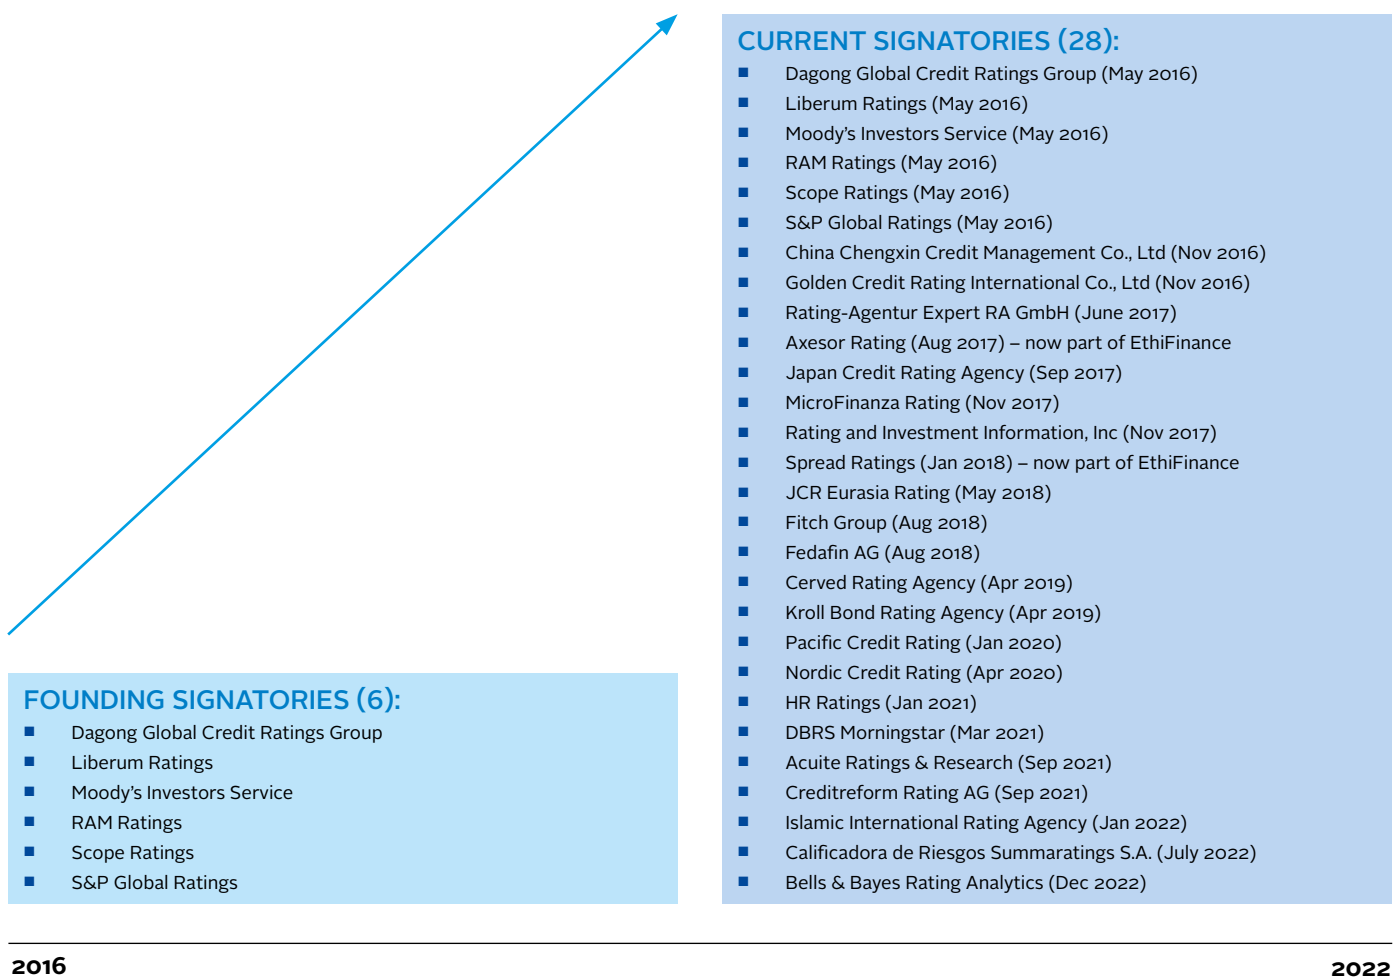 CURRENT SIGNATORIES (28):
■ Dagong Global Credit Ratings Group (May 2016)
■ Liberum Ratings (May 2016)
■ Moody’s Investors Service (May 2016)
■ RAM Ratings (May 2016)
■ Scope Ratings (May 2016)
■ S&P Global Ratings (May 2016)
■ China Chengxin Credit Management Co., Ltd (Nov 2016)
■ Golden Credit Rating International Co., Ltd (Nov 2016)
■ Rating-Agentur Expert RA GmbH (June 2017)
■ Axesor Rating (Aug 2017) – now part of EthiFinance
■ Japan Credit Rating Agency (Sep 2017)
■ MicroFinanza Rating (Nov 2017)
■ Rating and Investment Information, Inc (Nov 2017)
■ Spread Ratings (Jan 2018) – now part of EthiFinance
■ JCR Eurasia Rating (May 2018)
■ Fitch Group (Aug 2018)
■ Fedafin AG (Aug 2018)
■ Cerved Rating Agency (Apr 2019)
■ Kroll Bond Rating Agency (Apr 2019)
■ Pacific Credit Rating (Jan 2020)
■ Nordic Credit Rating (Apr 2020)
■ HR Ratings (Jan 2021)
■ DBRS Morningstar (Mar 2021)
■ Acuite Ratings & Research (Sep 2021)
■ Creditreform Rating AG (Sep 2021)
■ Islamic International Rating Agency (Jan 2022)
■ Calificadora de Riesgos Summaratings S.A. (July 2022)
■ Bells & Bayes Rating Analytics (Dec 2022)
FOUNDING SIGNATORIES (6):
■ Dagong Global Credit Ratings Group
■ Liberum Ratings
■ Moody’s Investors Service
■ RAM Ratings
■ Scope Ratings
■ S&P Global Ratings
2016
2022